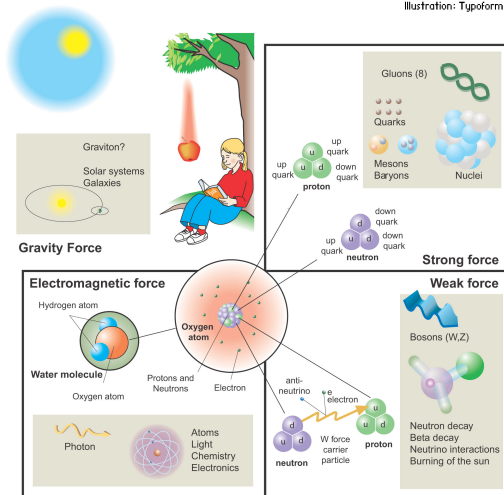 Illustration: Typoform
Graviton?
Solar systems
Galaxies
Gravity Force
Gluons (8)
Quarks
Mesons
Baryons
Nuclei
up
quark
u
u
d
down
quark
up
quark
proton
down
quark
d
u
d
up
quark
down
quark
neutron
Strong force
Electromagnetic force
Hydrogen atom
Water molecule
Oxygen atom
Oxygen
atom
Protons and
Neutrons
Electron
Photon
Atoms
Light
Chemistry
Electronics
Weak force
Bosons (W,Z)
Neutron decay
Beta decay
Neutrino interactions
Burning of the sun
anti-
neutrino
e
electron
d
u
d
neutron
W force
carrier
particle
u
u
d
proton